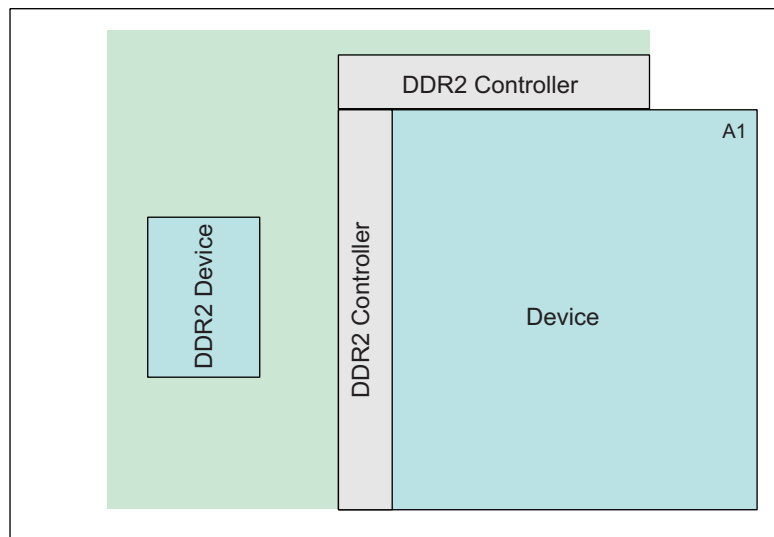 DDR2 Controller
A1
DDR2 Device
DDR2 Controller
Device